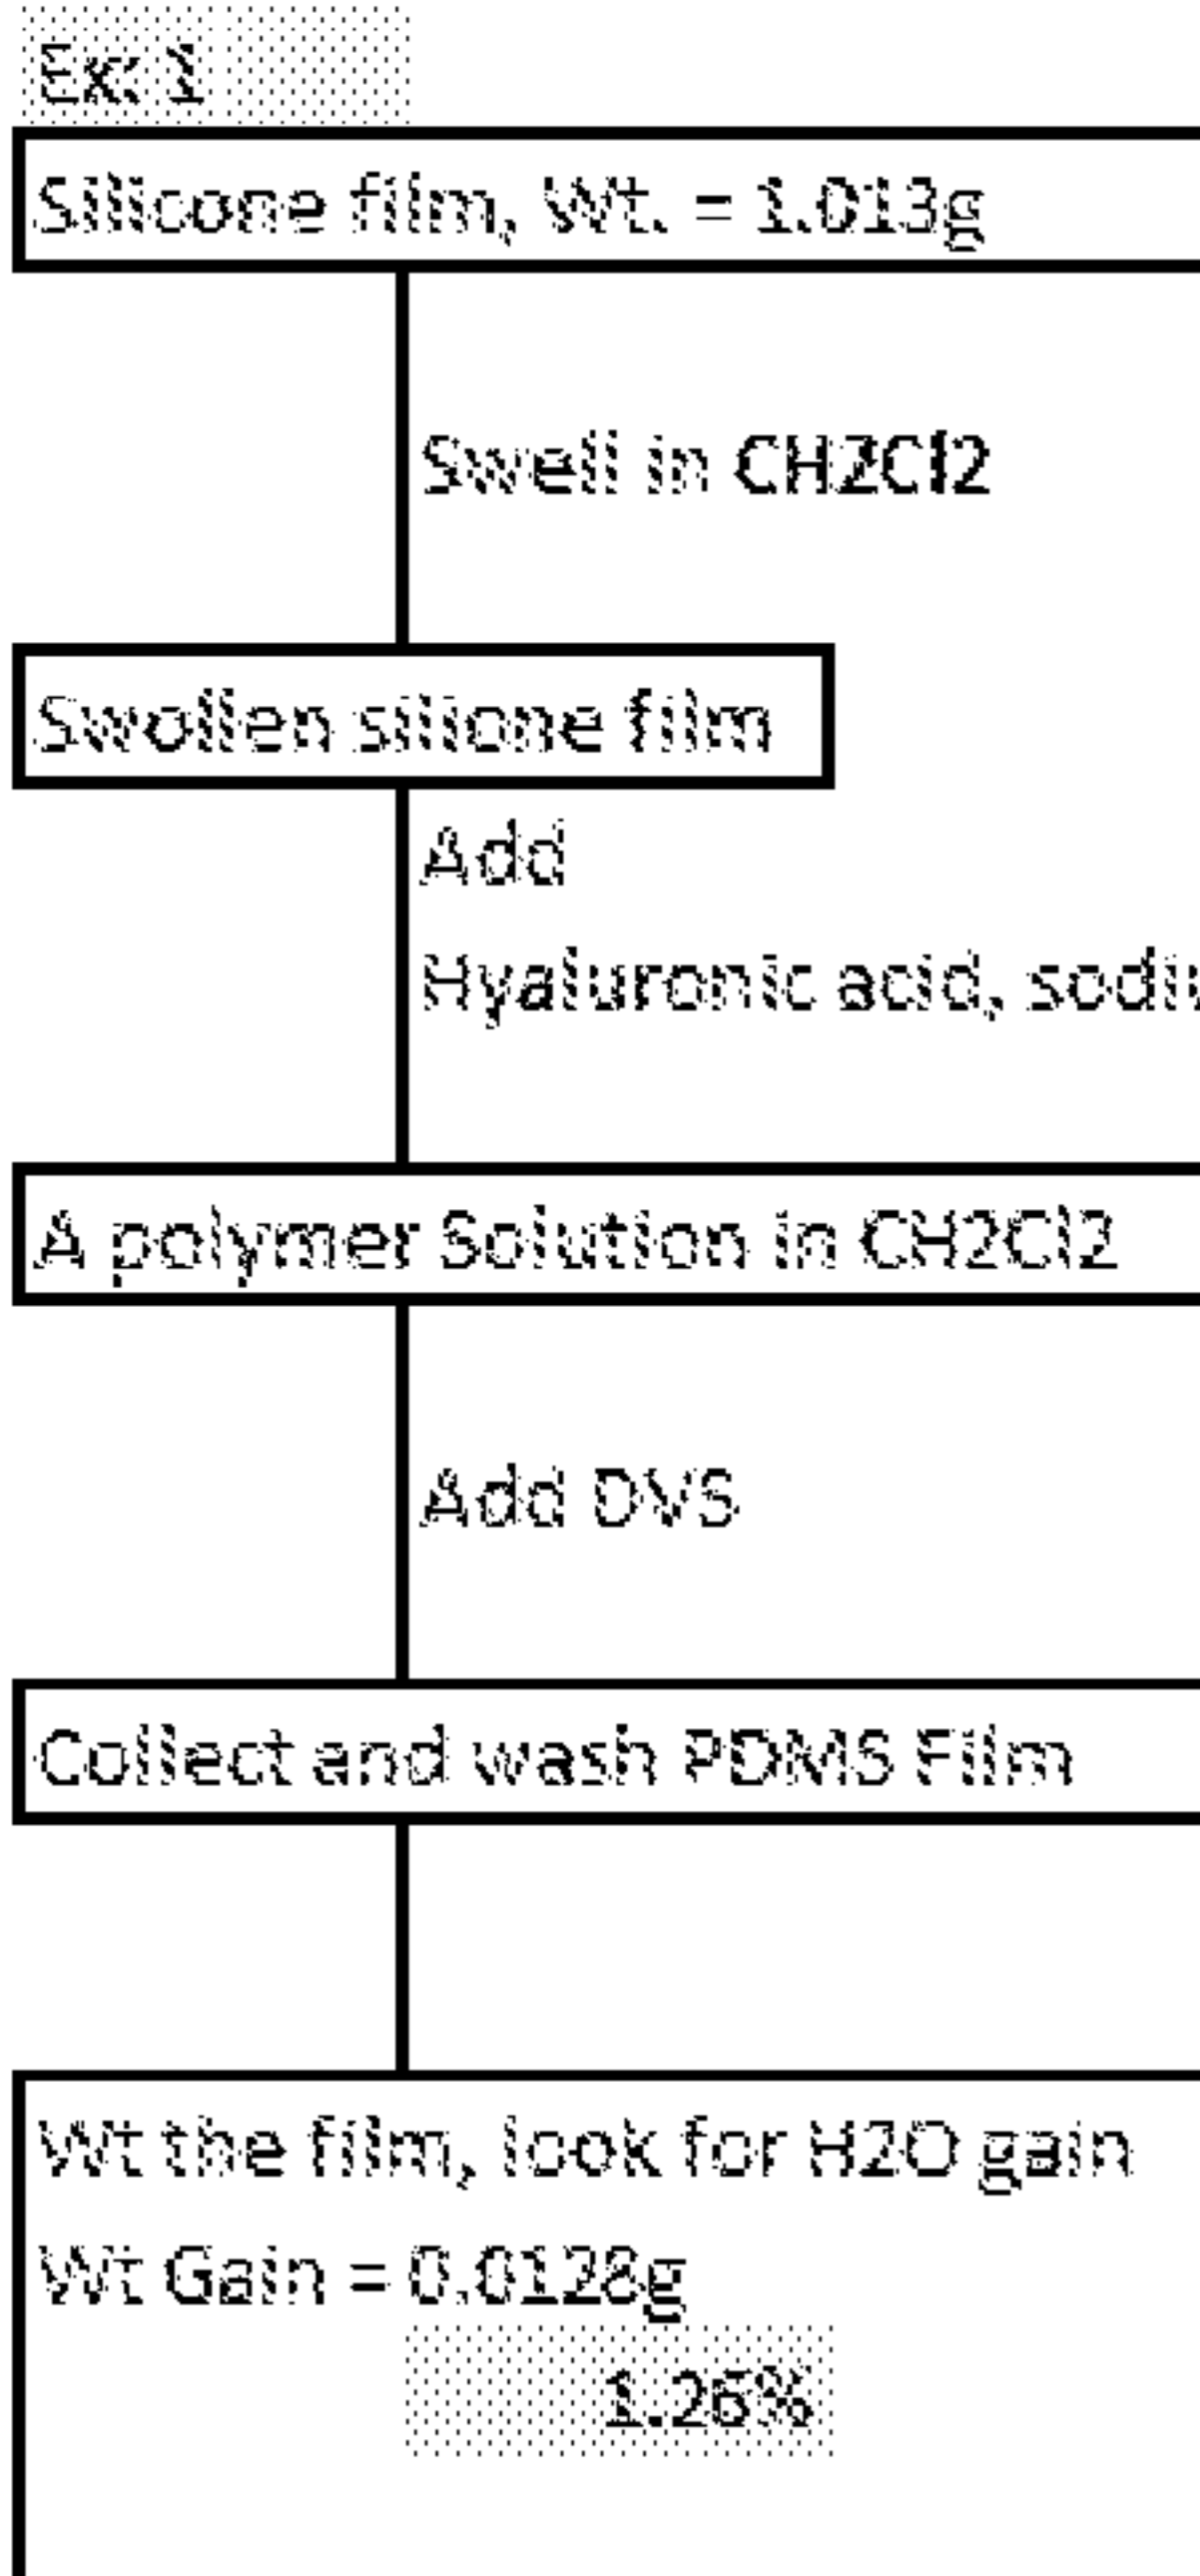 Ex: 1
Silicone film, Wt. = 1.013g
Swell in CH2Cl2
Swollen silione film
Add
Hyaluronic acid,
A polymer Solution in CH2Cl2
Add DVS
Collect and wash PDMS Film
Wt the film, look for H2O gain
Wt Gain = 0.0128g
1.26%